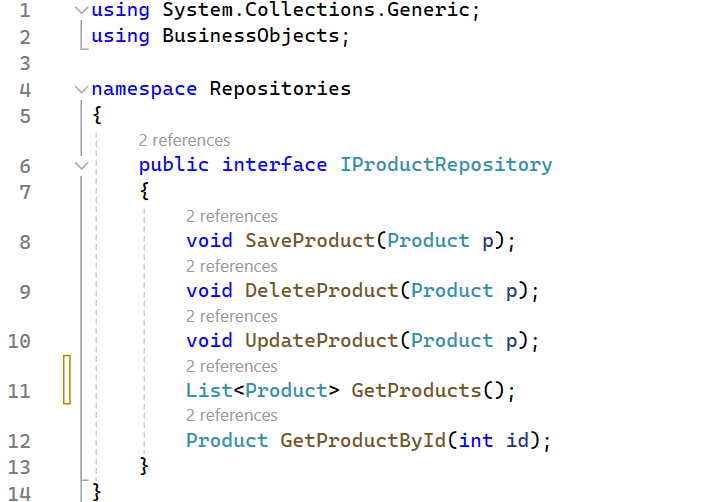 1 using System.Collections.Generic;
2 using BusinessObjects;
3
4 namespace Repositories
5 {
2 references
6 public interface IProductRepository
7 {
2 references
8 void SaveProduct(Product p);
2 references
9 void DeleteProduct(Product p);
2 references
10 void UpdateProduct(Product p);
2 references
11 List<Product> GetProducts();
2 references
12 Product GetProductById(int id);
13 }
14 }